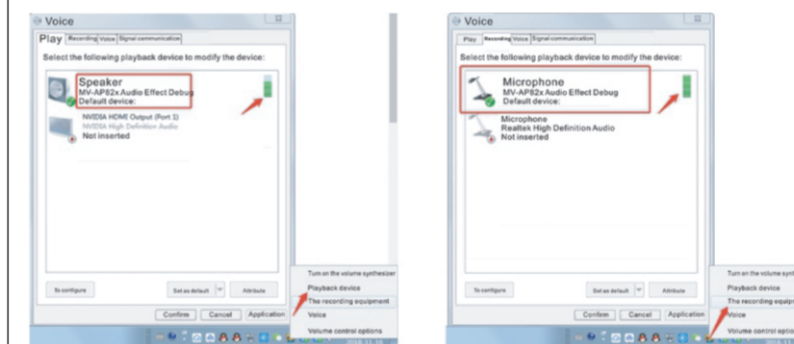 Voice
Play Recording Voice Signal communication
Select the following playback device to modify the device:
Speaker
MV-AP82x Audio Effect Debug
Default device:
NVIDIA HDMI Output (Port 1)
NVIDIA High Definition Audio
Not inserted
To configure
Set as default
Attribute
Confirm
Cancel
Application
Turn on the volume synthesizer
Playback device
The recording equipment
Voice
Volume control options
Voice
Play Recording Voice Signal communication
Select the following playback device to modify the device:
Microphone
MV-AP82x Audio Effect Debug
Default device:
Microphone
Realtek High Definition Audio
Not inserted
To configure
Set as default
Attribute
Confirm
Cancel
Application
Turn on the volume synt
Playback device
The recording equip
Voice
Volume control optio